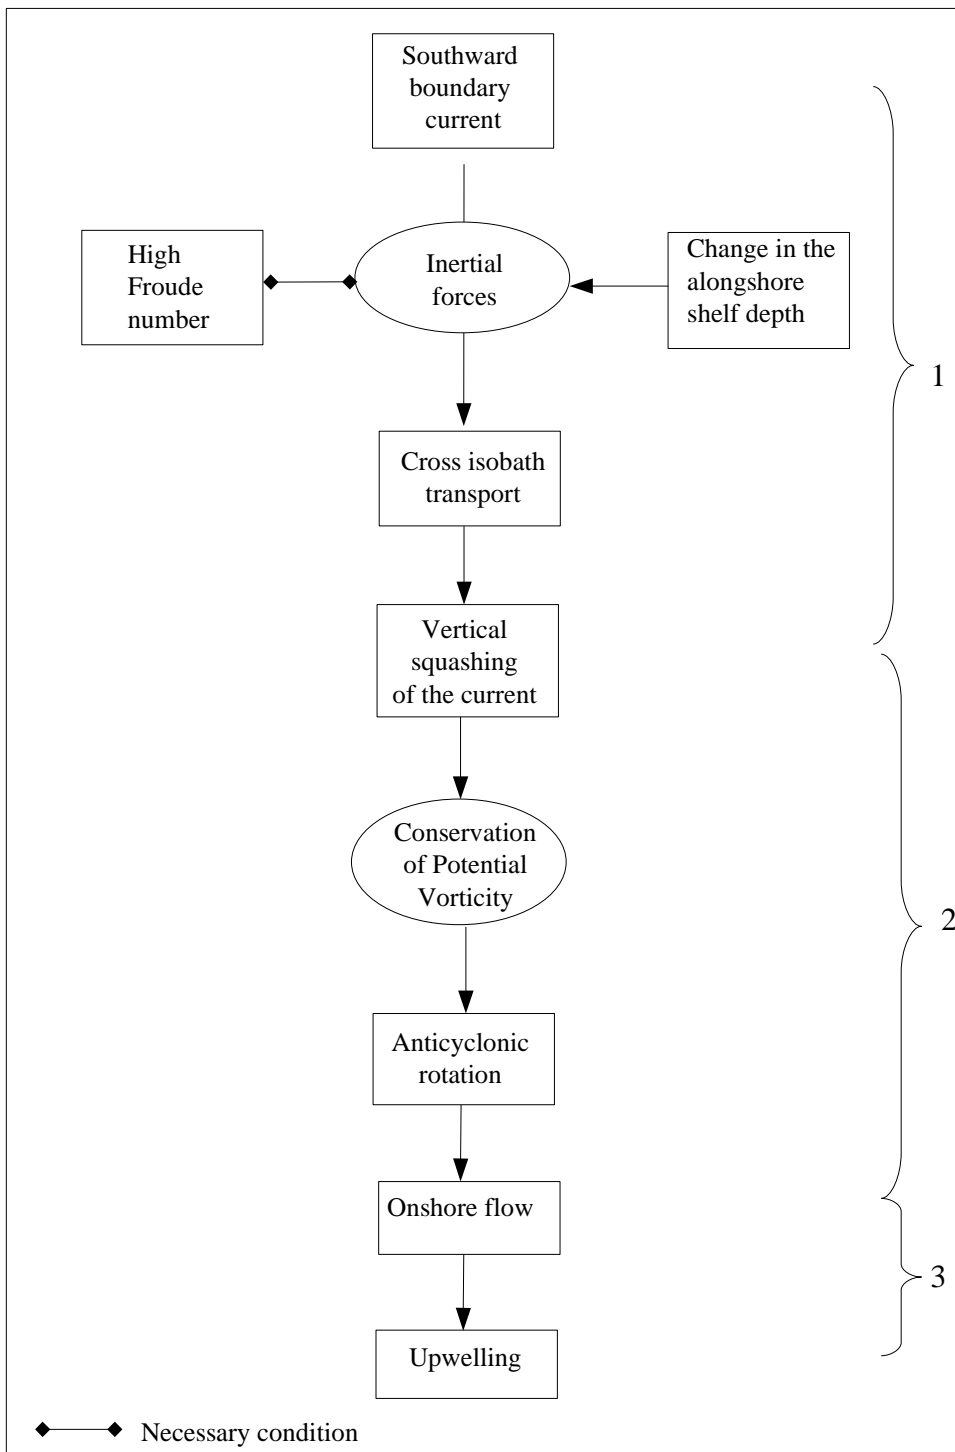 Southward
boundary
current
High
Froude
number
Inertial
forces
Change in the
alongshore
shelf depth
1
Cross isobath
transport
Vertical
squashing
of the current
Conservation
of Potential
Vorticity
2
Anticyclonic
rotation
Onshore flow
3
Upwelling
Necessary condition